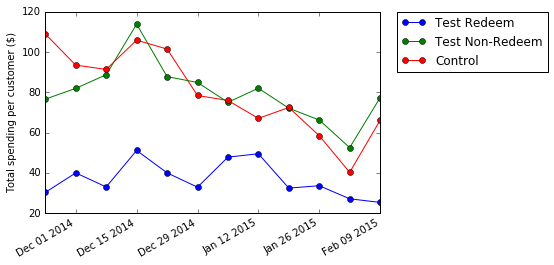 120
100
80
60
40
20
Total spending per customer ($)
Dec 01 2014
Dec 15 2014
Dec 29 2014
Jan 12 2015
Jan 26 2015
Feb 09 2015
Test Redeem
Test Non-Redeem
Control